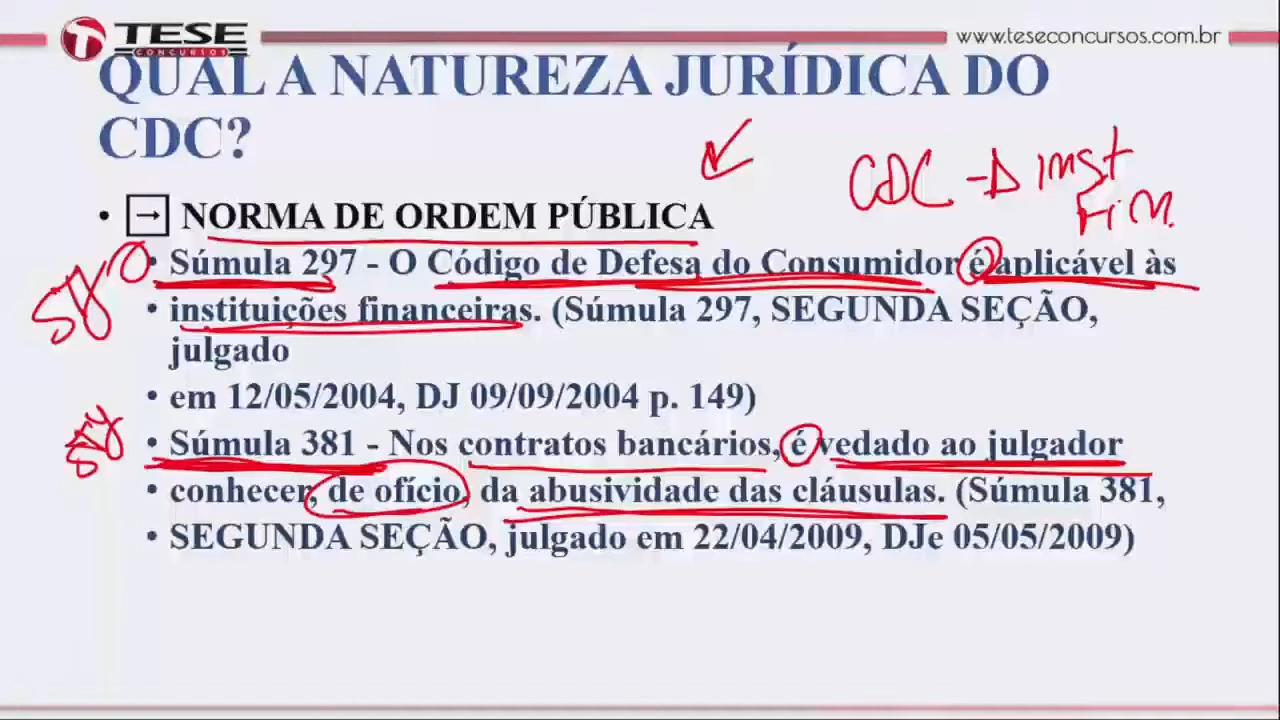 TESE
CONCURSOS
www.teseconcursos.com.br
QUAL A NATUREZA JURÍDICA DO
CDC?
CDC → inst
Fin.
• → NORMA DE ORDEM PÚBLICA
• Súmula 297 - O Código de Defesa do Consumidor é aplicável às
• instituições financeiras. (Súmula 297, SEGUNDA SEÇÃO,
julgado
• em 12/05/2004, DJ 09/09/2004 p. 149)
• Súmula 381 - Nos contratos bancários, é vedado ao julgador
• conhecer, de ofício, da abusividade das cláusulas. (Súmula 381,
• SEGUNDA SEÇÃO, julgado em 22/04/2009, DJe 05/05/2009)